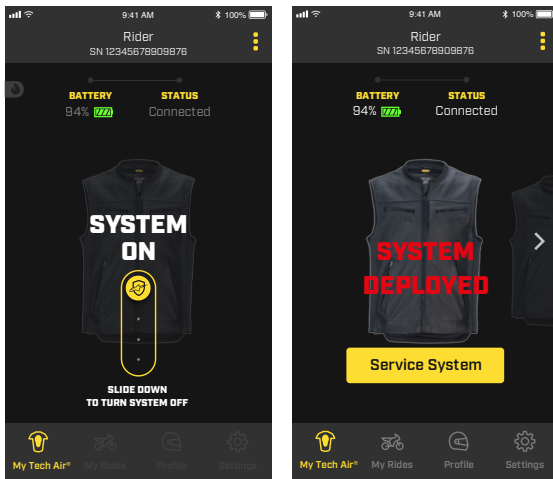 9:41 AM
100%
Rider
SN 12345678909876
BATTERY
STATUS
94%
Connected
SYSTEM
ON
SLIDE DOWN
TO TURN SYSTEM OFF
My Tech Air®
My Rides
Profile
Settings
9:41 AM
100%
Rider
SN 12345678909876
BATTERY
STATUS
94%
Connected
SYSTEM
DEPLOYED
Service System
My Tech Air®
My Rides
Profile
Settings